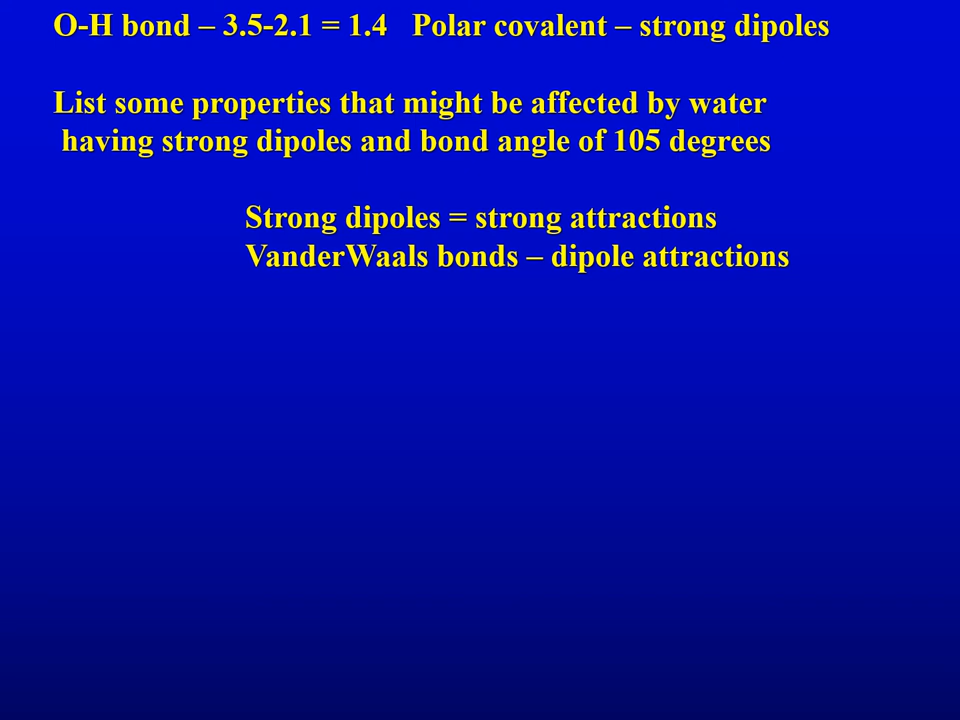 O-H bond – 3.5-2.1 = 1.4   Polar covalent – strong dipoles
List some properties that might be affected by water
having strong dipoles and bond angle of 105 degrees
Strong dipoles = strong attractions
VanderWaals bonds – dipole attractions